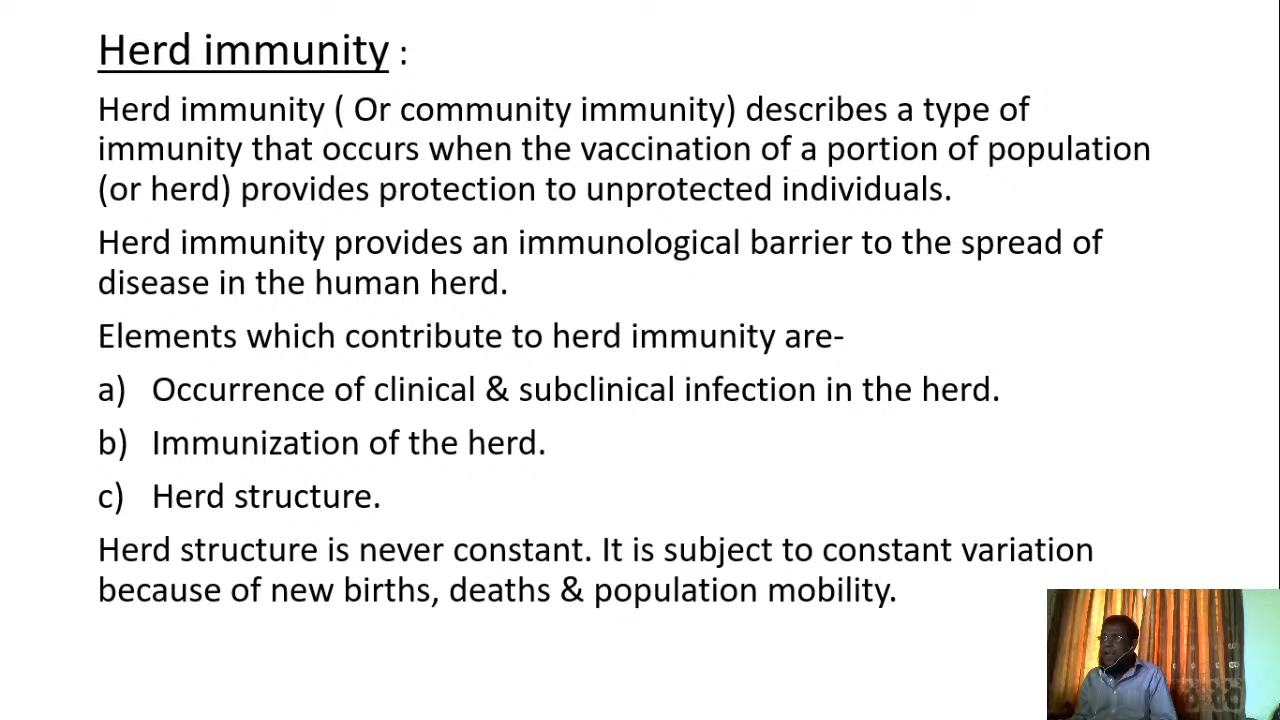 Herd immunity :
Herd immunity ( Or community immunity) describes a type of
immunity that occurs when the vaccination of a portion of population
(or herd) provides protection to unprotected individuals.
Herd immunity provides an immunological barrier to the spread of
disease in the human herd.
Elements which contribute to herd immunity are-
a) Occurrence of clinical & subclinical infection in the herd.
b) Immunization of the herd.
c) Herd structure.
Herd structure is never constant. It is subject to constant variation
because of new births, deaths & population mobility.